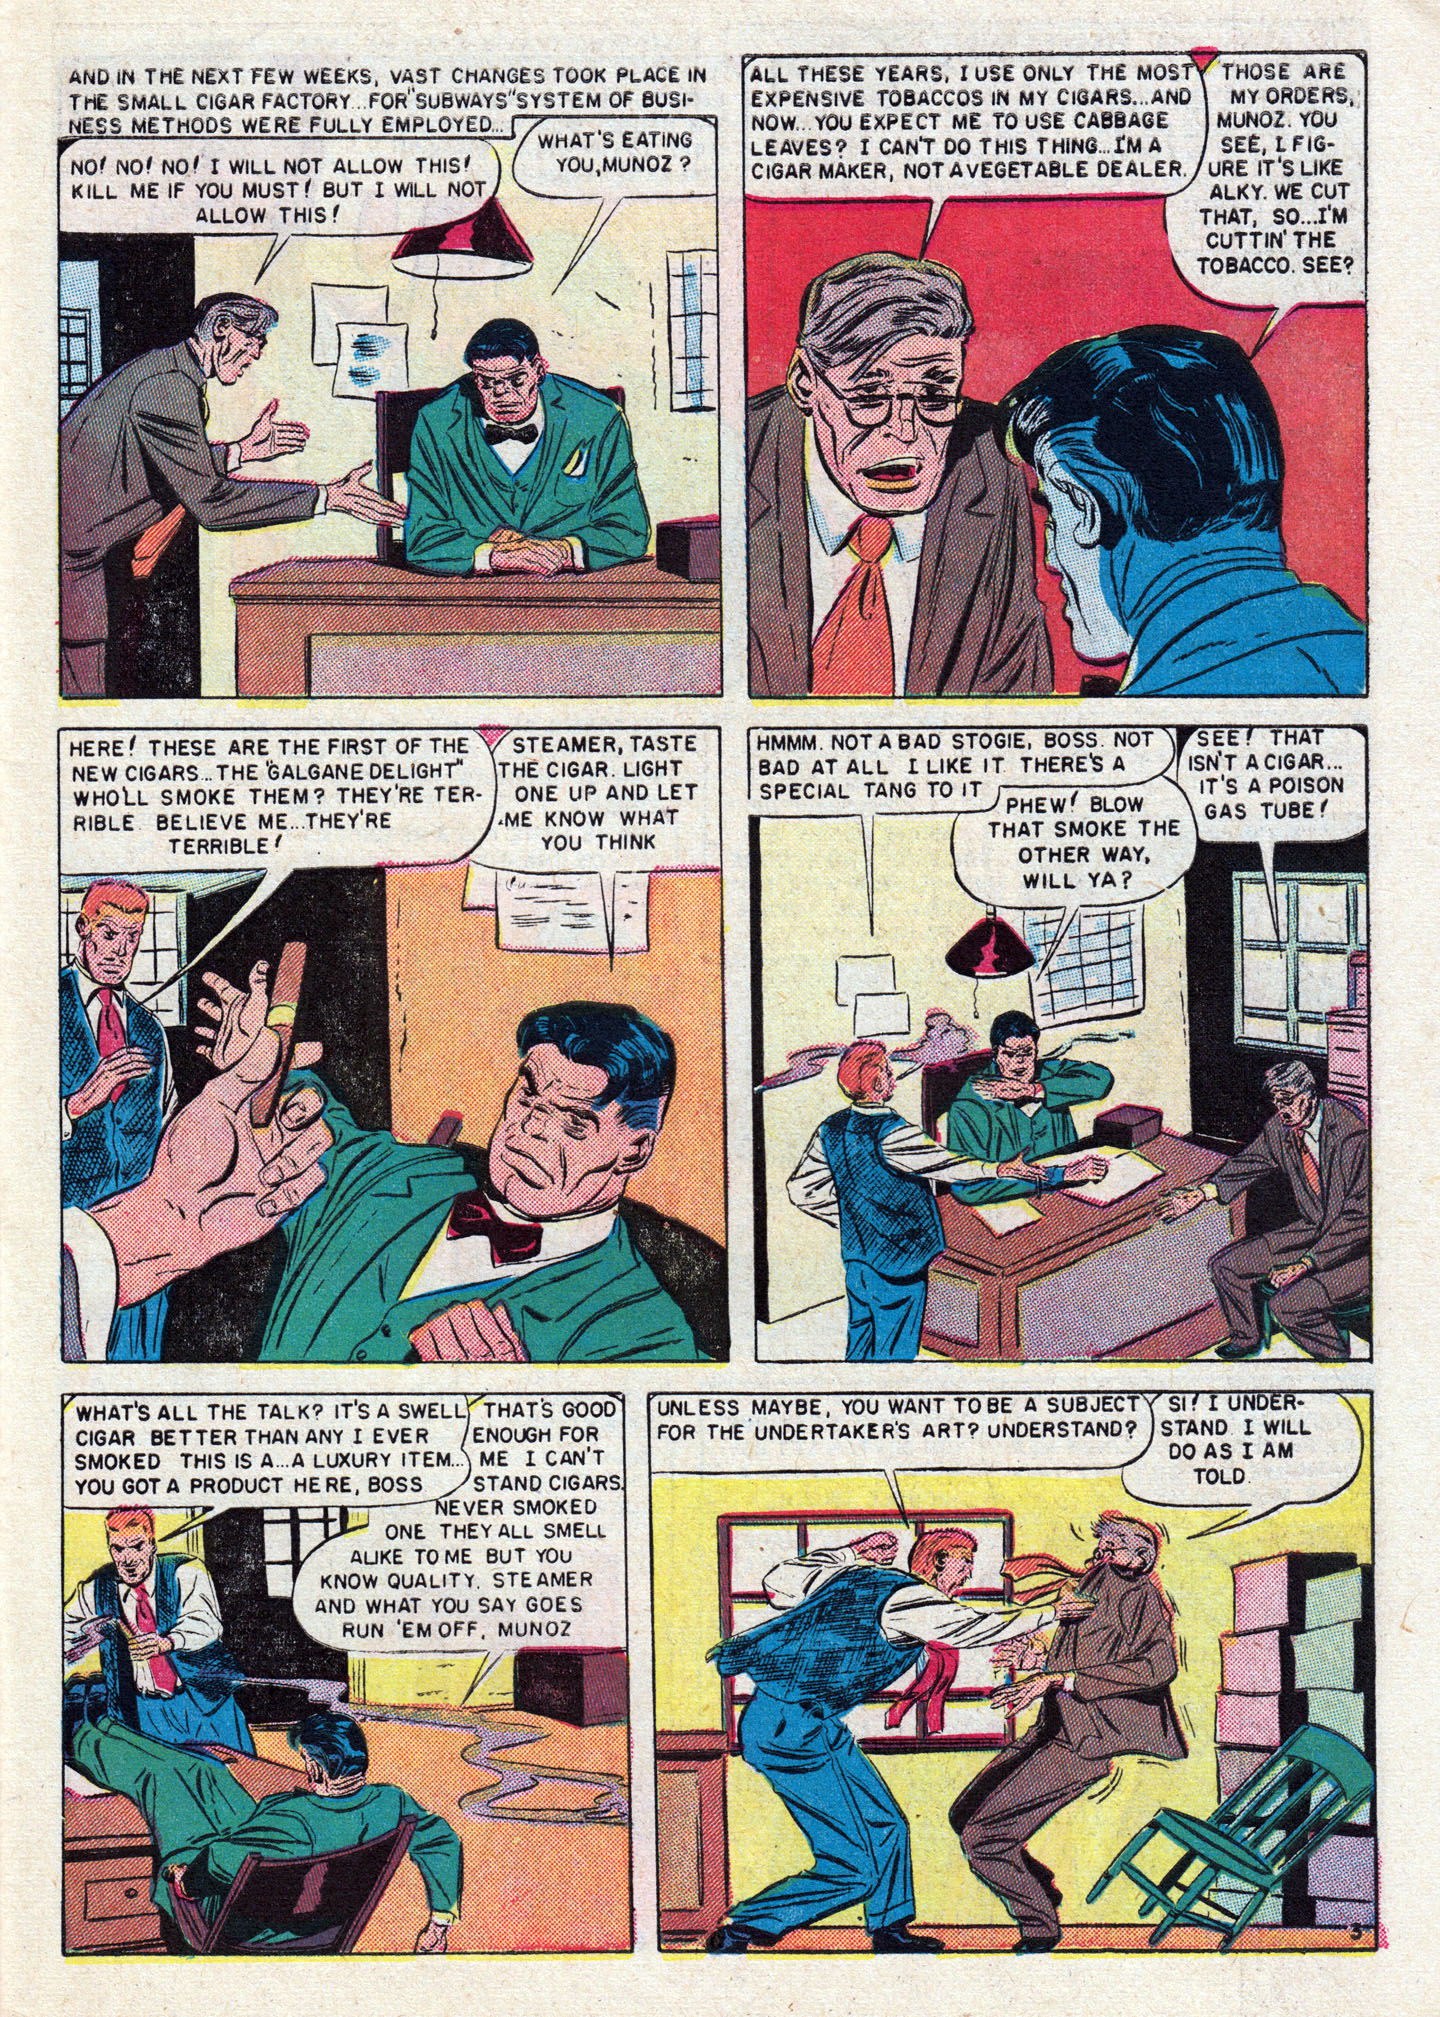 AND IN THE NEXT FEW WEEKS, VAST CHANGES TOOK PLACE IN
THE SMALL CIGAR FACTORY...FOR "SUBWAYS" SYSTEM OF BUSI-
NESS METHODS WERE FULLY EMPLOYED...
NO! NO! NO! I WILL NOT ALLOW THIS!
KILL ME IF YOU MUST! BUT I WILL NOT
ALLOW THIS!
WHAT'S EATING
YOU, MUNOZ?
ALL THESE YEARS, I USE ONLY THE MOST
EXPENSIVE TOBACCOS IN MY CIGARS...AND
NOW...YOU EXPECT ME TO USE CABBAGE
LEAVES? I CAN'T DO THIS THING...I'M A
CIGAR MAKER, NOT A VEGETABLE DEALER.
THOSE ARE
MY ORDERS,
MUNOZ. YOU
SEE, I FIG-
URE IT'S LIKE
ALKY. WE CUT
THAT, SO...I'M
CUTTIN' THE
TOBACCO. SEE?
HERE! THESE ARE THE FIRST OF THE
NEW CIGARS...THE "GALGANE DELIGHT"
WHO'LL SMOKE THEM? THEY'RE TER-
RIBLE. BELIEVE ME...THEY'RE
TERRIBLE!
STEAMER, TASTE
THE CIGAR. LIGHT
ONE UP AND LET
ME KNOW WHAT
YOU THINK
HMMM. NOT A BAD STOGIE, BOSS. NOT
BAD AT ALL I LIKE IT THERE'S A
SPECIAL TANG TO IT
PHEW! BLOW
THAT SMOKE THE
OTHER WAY,
WILL YA?
SEE! THAT
ISN'T A CIGAR...
IT'S A POISON
GAS TUBE!
WHAT'S ALL THE TALK? IT'S A SWELL
CIGAR BETTER THAN ANY I EVER
SMOKED THIS IS A...A LUXURY ITEM...
YOU GOT A PRODUCT HERE, BOSS
THAT'S GOOD
ENOUGH FOR
ME I CAN'T
STAND CIGARS.
NEVER SMOKED
ONE THEY ALL SMELL
ALIKE TO ME BUT YOU
KNOW QUALITY, STEAMER
AND WHAT YOU SAY GOES
RUN 'EM OFF, MUNOZ
UNLESS MAYBE, YOU WANT TO BE A SUBJECT
FOR THE UNDERTAKER'S ART? UNDERSTAND?
SI! I UNDER-
STAND. I WILL
DO AS I AM
TOLD.
3